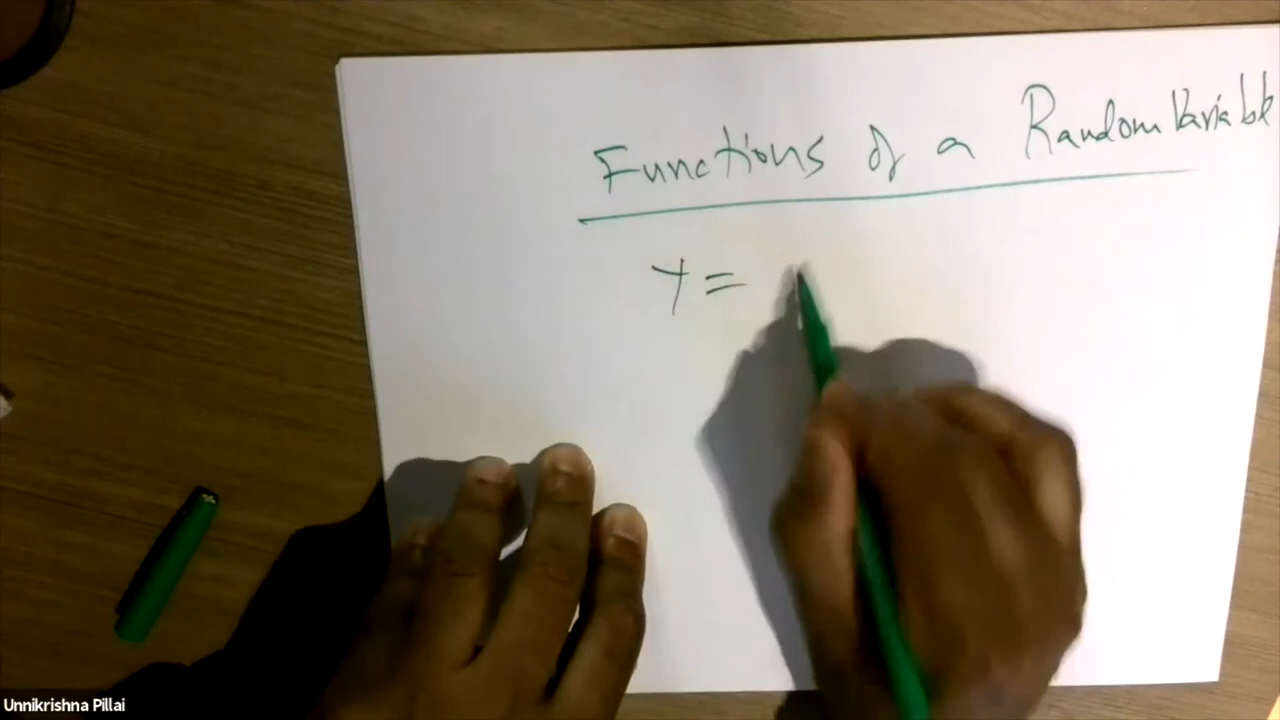 Functions of a Random Variable
Y =
Unnikrishna Pillai